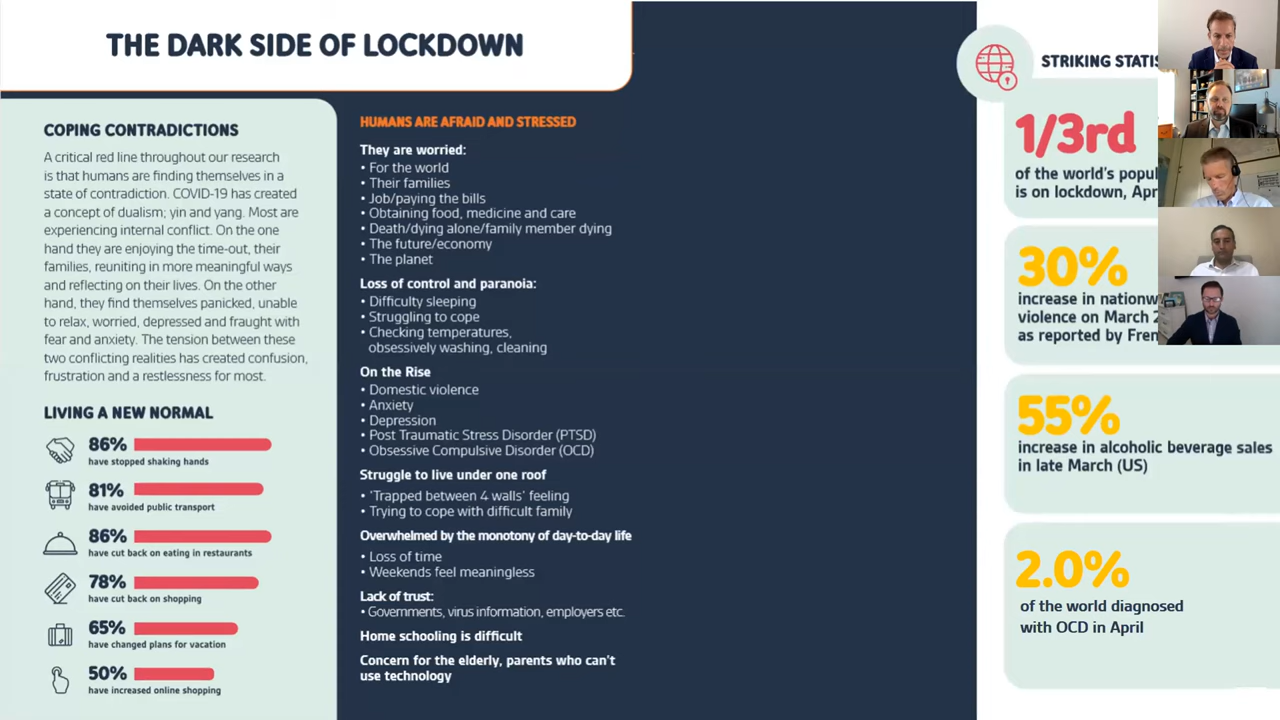 THE DARK SIDE OF LOCKDOWN
COPING CONTRADICTIONS
A critical red line throughout our research
is that humans are finding themselves in a
state of contradiction. COVID-19 has created
a concept of dualism; yin and yang. Most are
experiencing internal conflict. On the one
hand they are enjoying the time-out, their
families, reuniting in more meaningful ways
and reflecting on their lives. On the other
hand, they find themselves panicked, unable
to relax, worried, depressed and fraught with
fear and anxiety. The tension between these
two conflicting realities has created confusion,
frustration and a restlessness for most.
LIVING A NEW NORMAL
86%
have stopped shaking hands
81%
have avoided public transport
86%
have cut back on eating in restaurants
78%
have cut back on shopping
65%
have changed plans for vacation
50%
have increased online shopping
HUMANS ARE AFRAID AND STRESSED
They are worried:
• For the world
• Their families
• Job/paying the bills
• Obtaining food, medicine and care
• Death/dying alone/family member dying
• The future/economy
• The planet
Loss of control and paranoia:
• Difficulty sleeping
• Struggling to cope
• Checking temperatures,
obsessively washing, cleaning
On the Rise
• Domestic violence
• Anxiety
• Depression
• Post Traumatic Stress Disorder (PTSD)
• Obsessive Compulsive Disorder (OCD)
Struggle to live under one roof
• 'Trapped between 4 walls' feeling
• Trying to cope with difficult family
Overwhelmed by the monotony of day-to-day life
• Loss of time
• Weekends feel meaningless
Lack of trust:
• Governments, virus information, employers etc.
Home schooling is difficult
Concern for the elderly, parents who can't
use technology
STRIKING STATIS
1/3rd
of the world's popul
is on lockdown, Apr
30%
increase in nationw
violence on March 2
as reported by Fren
55%
increase in alcoholic beverage sales
in late March (US)
2.0%
of the world diagnosed
with OCD in April